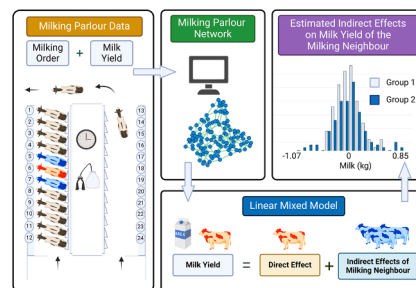 Milking Parlour Data
Milking Order + Milk Yield
1
2
3
4
5
6
7
8
9
10
11
12
13
14
15
16
17
18
19
20
21
22
23
24
Milking Parlour
Network
Estimated Indirect Effects
on Milk Yield of the
Milking Neighbour
Group 1
Group 2
-1.07 0 0.85
Milk (kg)
Linear Mixed Model
MILK
Milk Yield = Direct Effect + Indirect Effects of Milking Neighbour